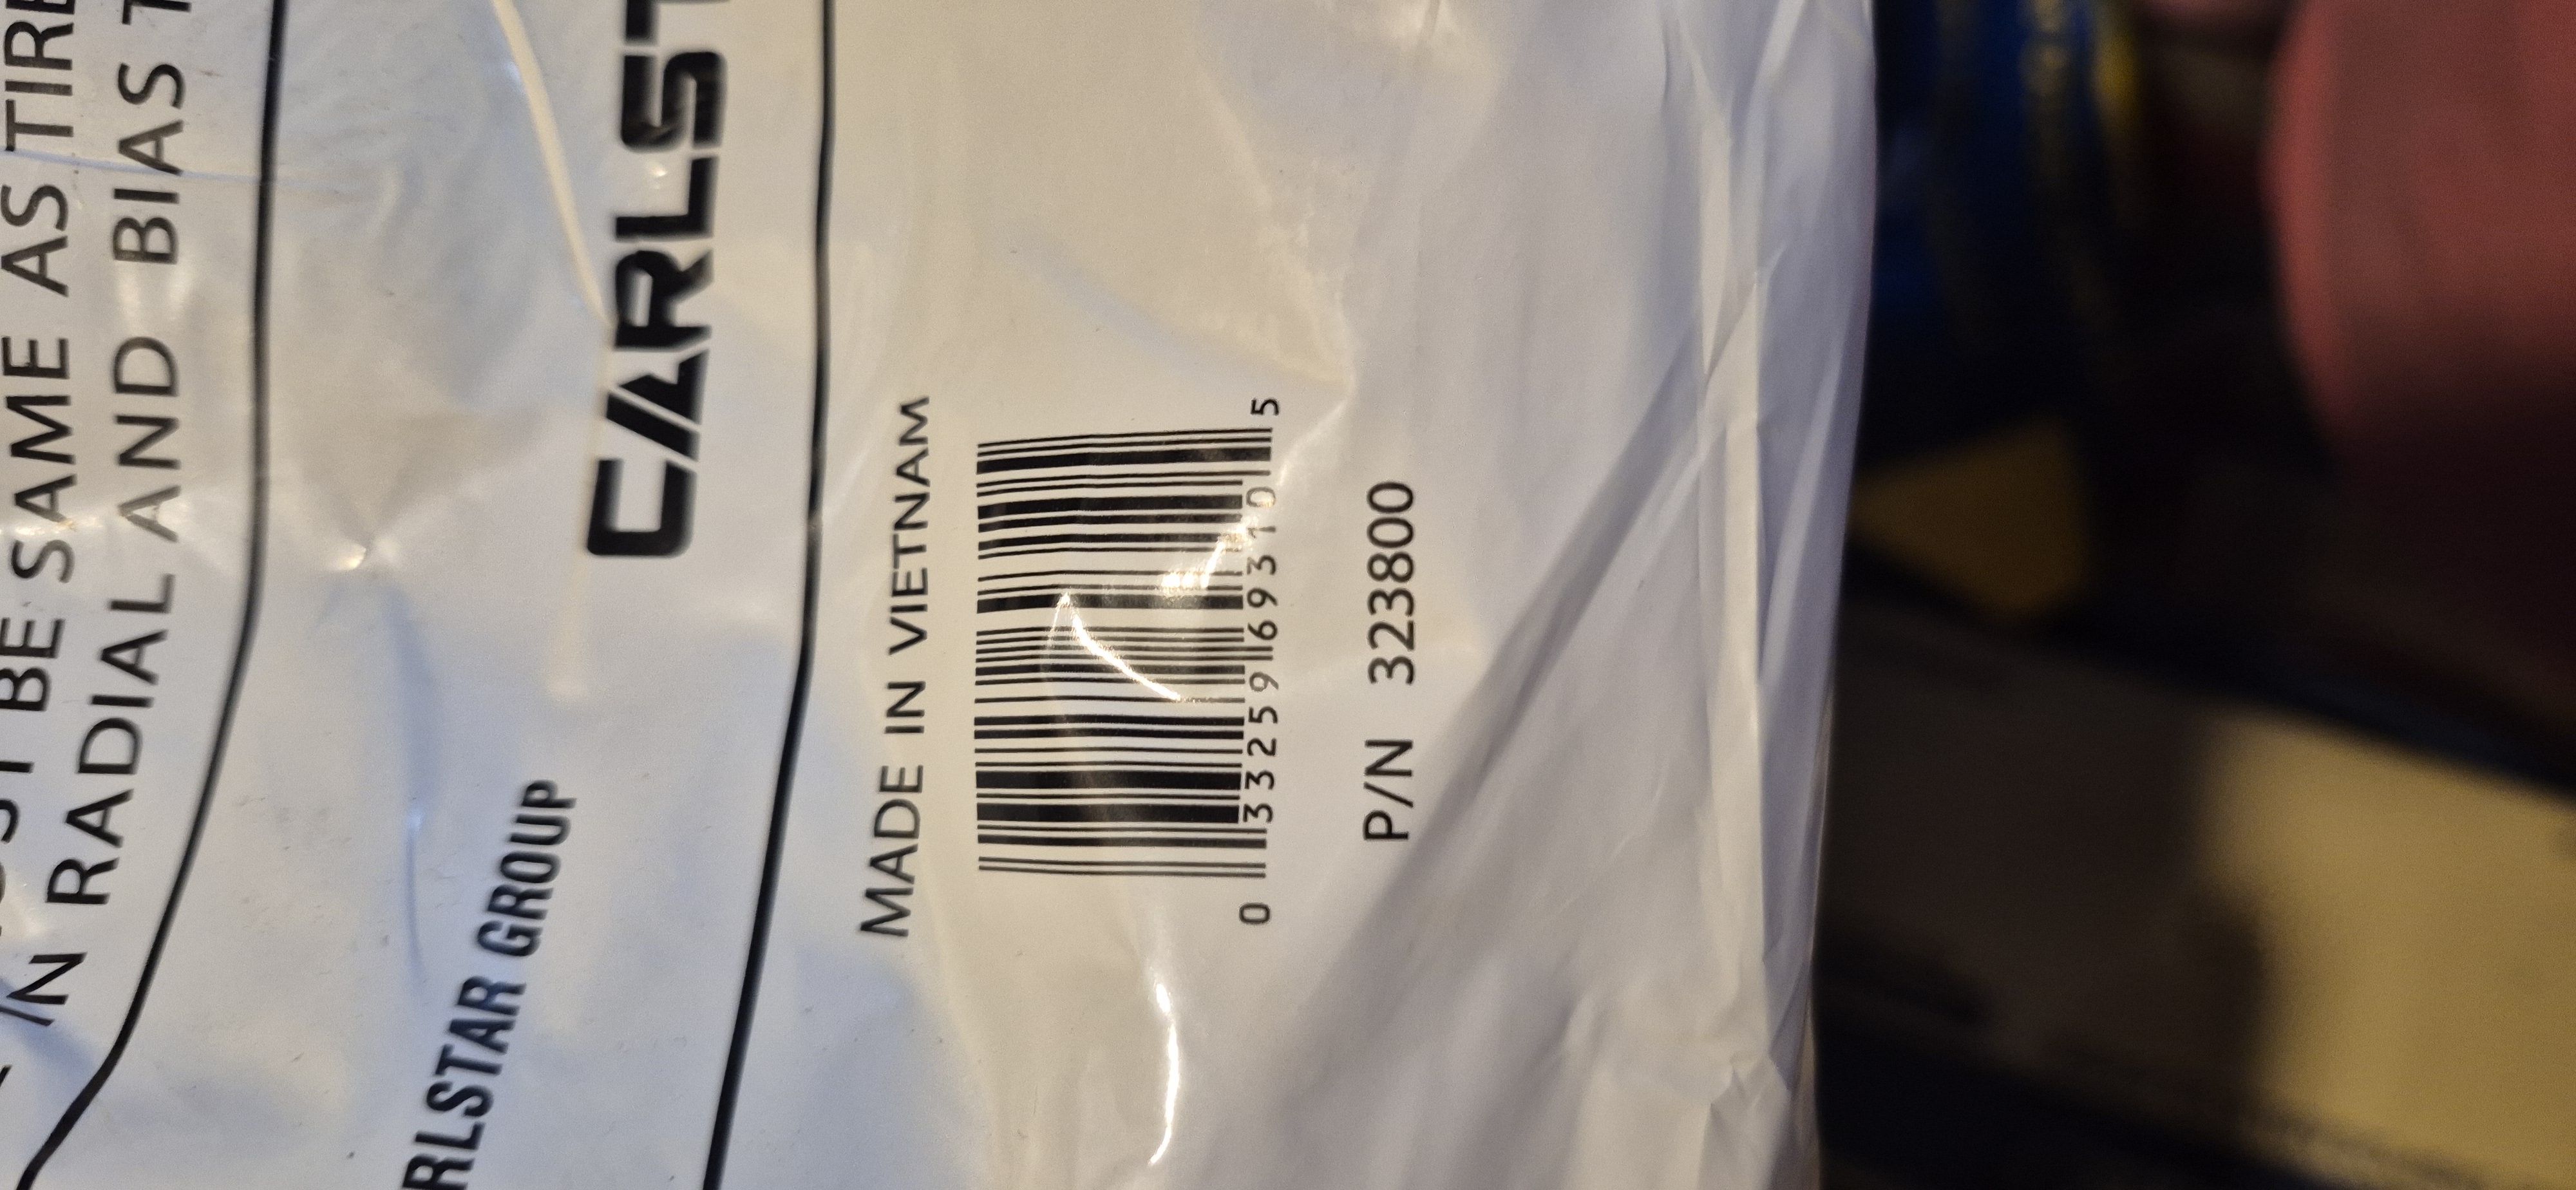 BE SAME AS TIRE
IN RADIAL AND BIAS T
RLSTAR GROUP
CARLST
MADE IN VIETNAM
0 33259 69310 5
P/N 323800